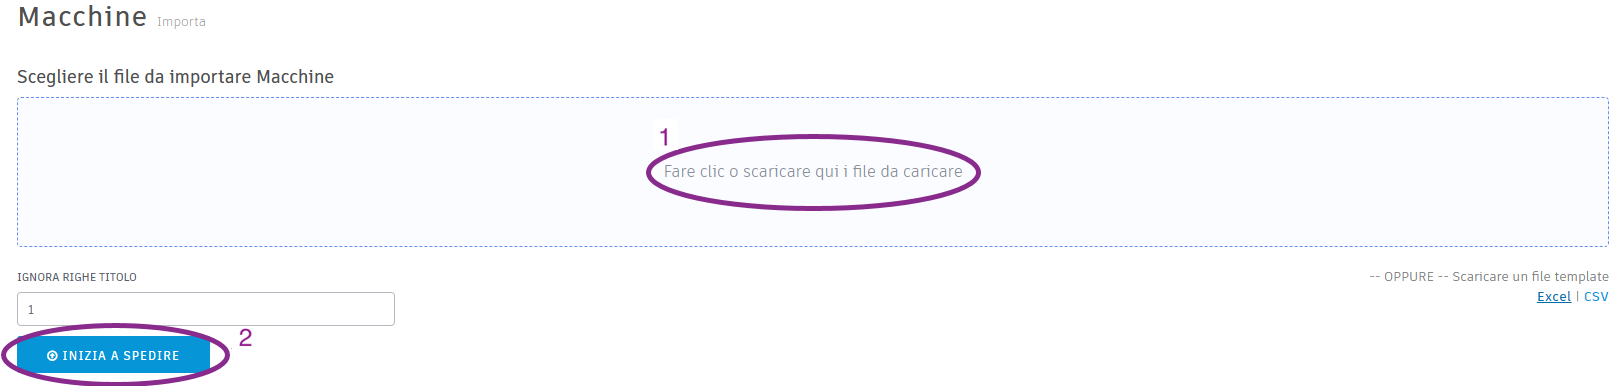 Macchine Importa
Scegliere il file da importare Macchine
1
Fare clic o scaricare qui i file da caricare
IGNORA RIGHE TITOLO
-- OPPURE -- Scaricare un file template
1
Excel | CSV
2
INIZIA A SPEDIRE